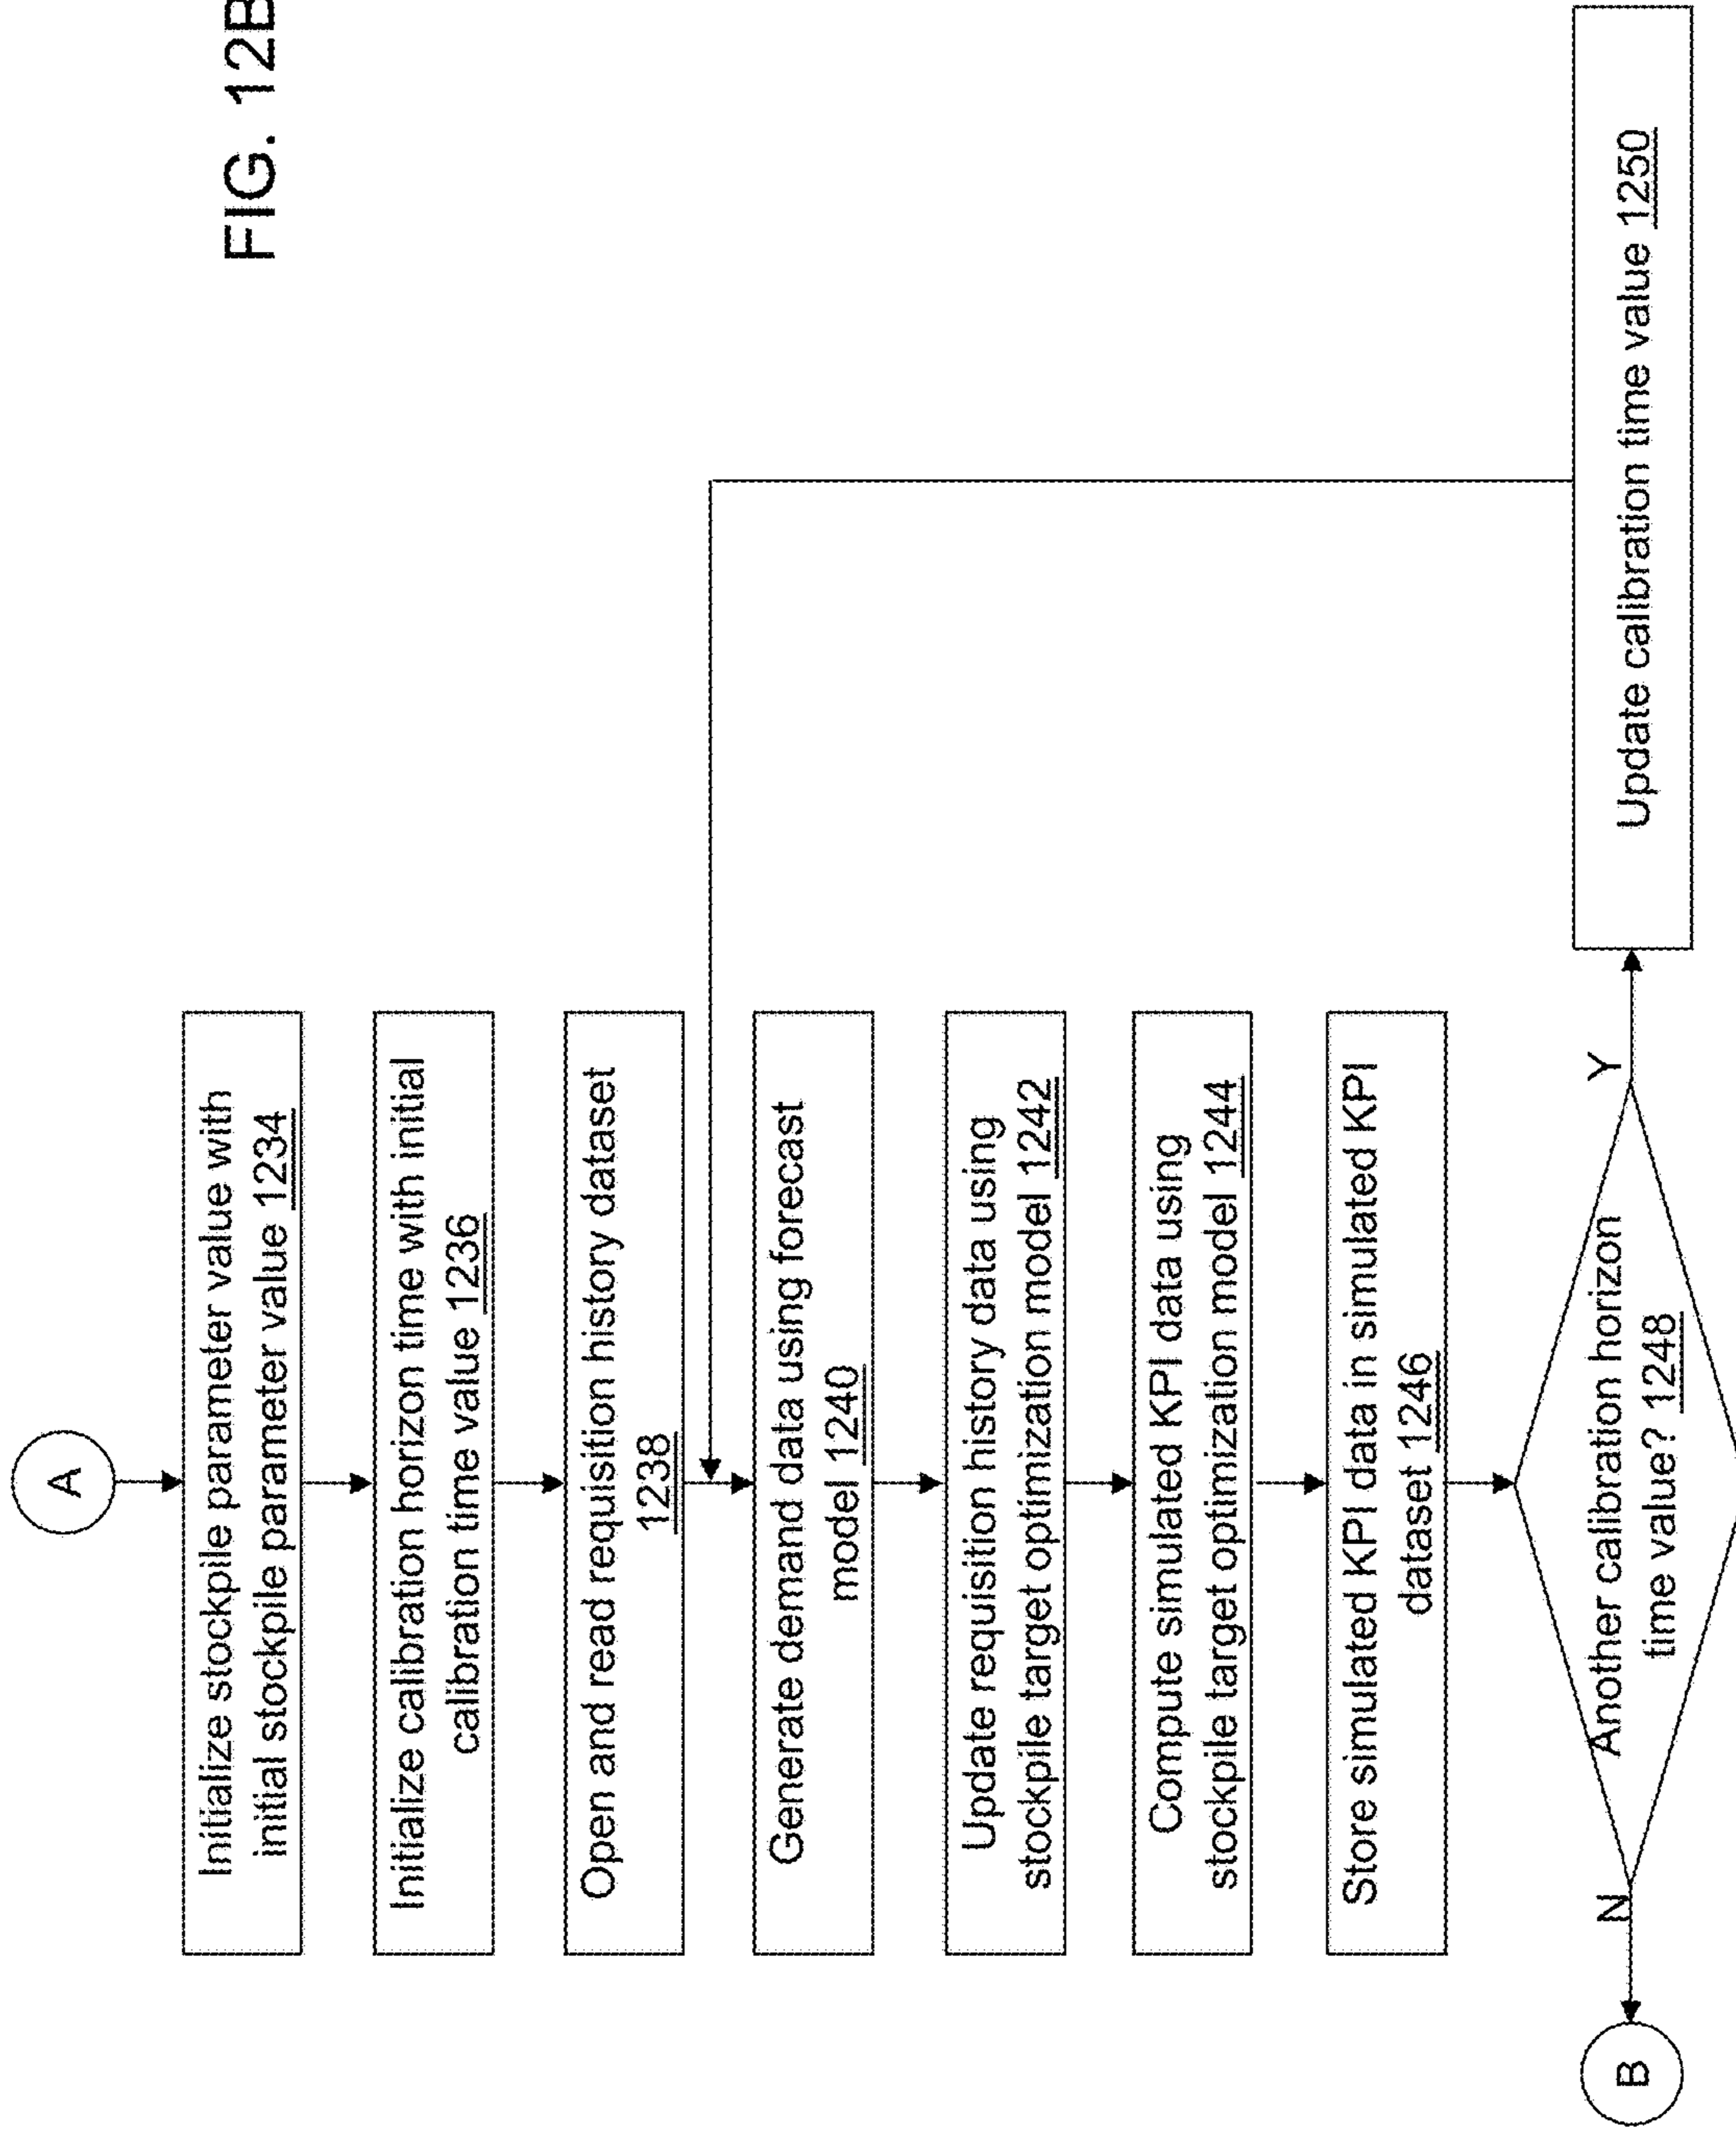 FIG. 12B
A
Initialize stockpile parameter value with
initial stockpile parameter value 1234
Initialize calibration horizon time with initial
calibration time value 1236
Open and read requisition history dataset
1238
Generate demand data using forecast
model 1240
Update requisition history data using
stockpile target optimization model 1242
Compute simulated KPI data using
stockpile target optimization model 1244
Store simulated KPI data in simulated KPI
dataset 1246
Another calibration horizon
time value? 1248
N
Y
B
Update calibration time value 1250